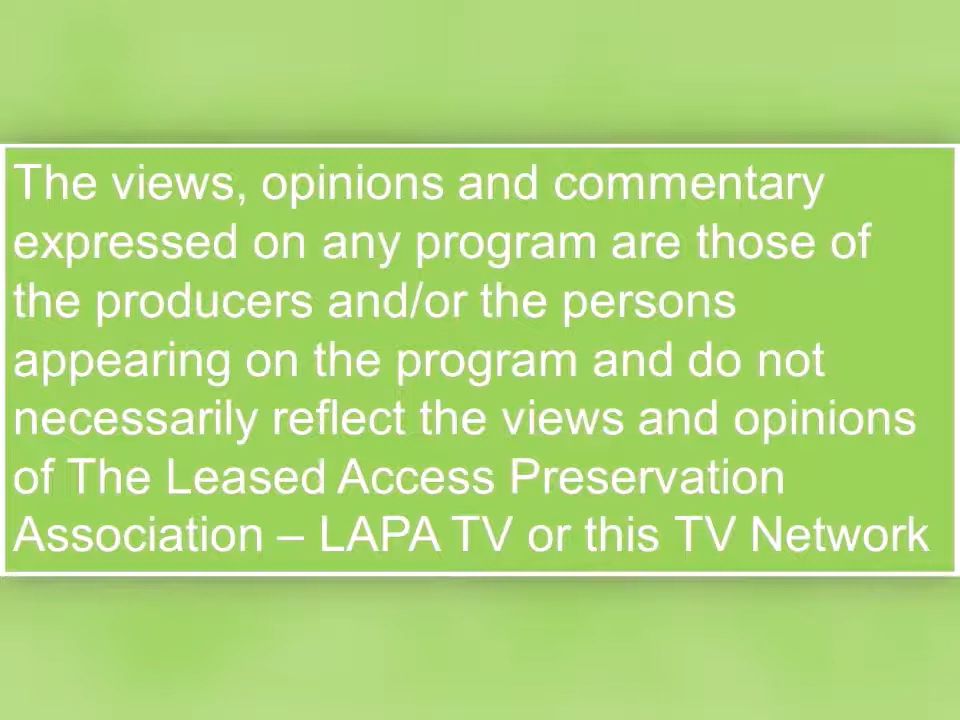 The views, opinions and commentary
expressed on any program are those of
the producers and/or the persons
appearing on the program and do not
necessarily reflect the views and opinions
of The Leased Access Preservation
Association – LAPA TV or this TV Network